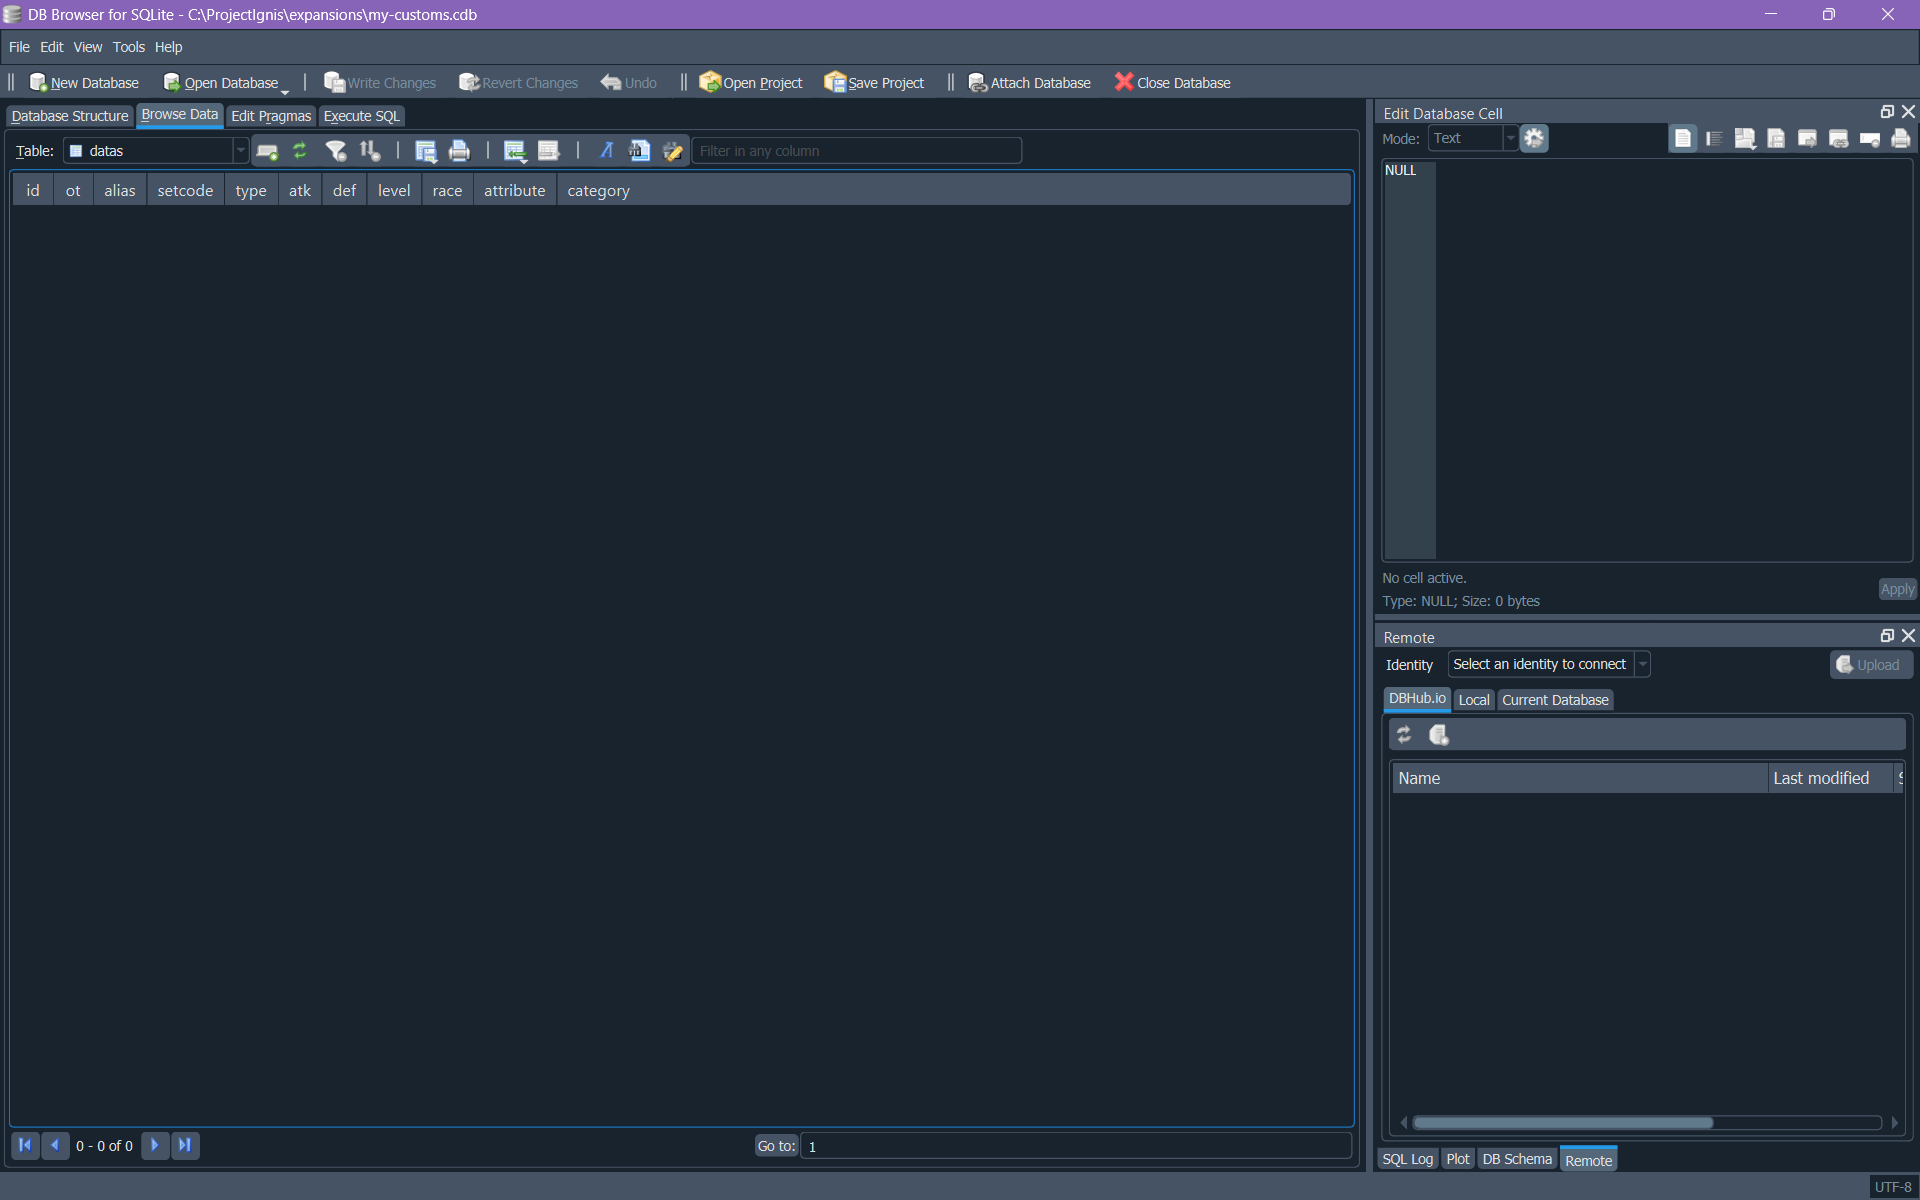 DB Browser for SQLite - C:\ProjectIgnis\expansions\my-customs.cdb
File Edit View Tools Help
New Database Open Database Write Changes Revert Changes Undo Open Project Save Project Attach Database Close Database
Database Structure Browse Data Edit Pragmas Execute SQL
Table: datas Filter in any column
id ot alias setcode type atk def level race attribute category
0 - 0 of 0 Go to: 1
Edit Database Cell
Mode: Text
NULL
No cell active.
Type: NULL; Size: 0 bytes
Apply
Remote
Identity Select an identity to connect Upload
DBHub.io Local Current Database
Name Last modified
SQL Log Plot DB Schema Remote
UTF-8